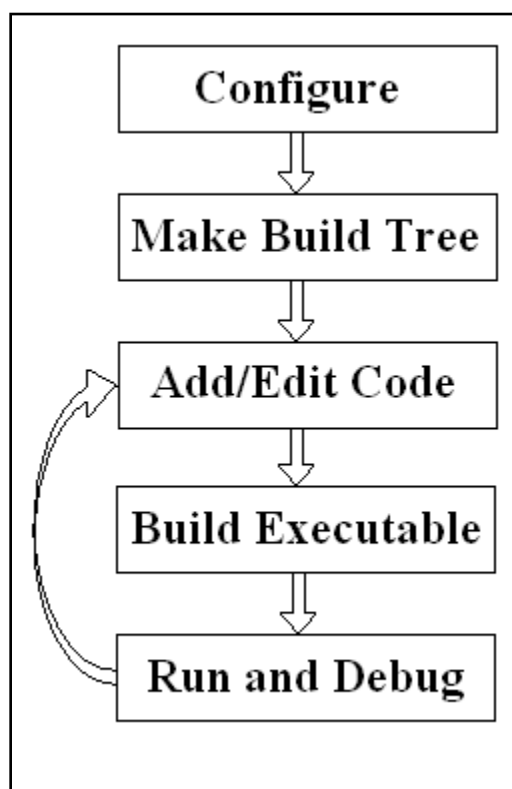 Configure
Make Build Tree
Add/Edit Code
Build Executable
Run and Debug